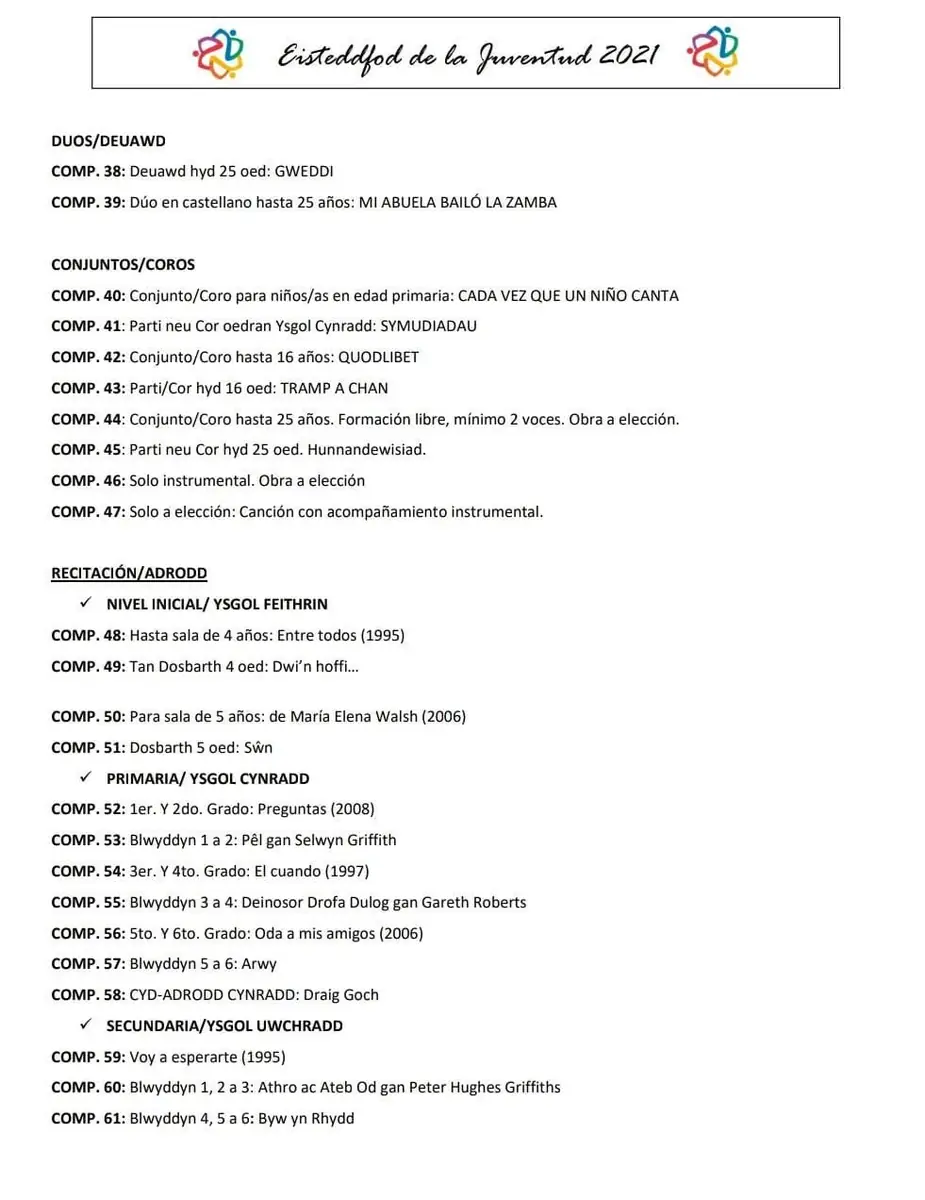 Eisteddfod de la Juventud 2021
DUOS/DEUAWD
COMP. 38: Deuawd hyd 25 oed: GWEDDI
COMP. 39: Dúo en castellano hasta 25 años: MI ABUELA BAILÓ LA ZAMBA
CONJUNTOS/COROS
COMP. 40: Conjunto/Coro para niños/as en edad primaria: CADA VEZ QUE UN NIÑO CANTA
COMP. 41: Parti neu Cor oedran Ysgol Cynradd: SYMUDIADAU
COMP. 42: Conjunto/Coro hasta 16 años: QUODLIBET
COMP. 43: Parti/Cor hyd 16 oed: TRAMP A CHAN
COMP. 44: Conjunto/Coro hasta 25 años. Formación libre, mínimo 2 voces. Obra a elección.
COMP. 45: Parti neu Cor hyd 25 oed. Hunnandewisiad.
COMP. 46: Solo instrumental. Obra a elección
COMP. 47: Solo a elección: Canción con acompañamiento instrumental.
RECITACIÓN/ADRODD
✓ NIVEL INICIAL/ YSGOL FEITHRIN
COMP. 48: Hasta sala de 4 años: Entre todos (1995)
COMP. 49: Tan Dosbarth 4 oed: Dwi’n hoffi…
COMP. 50: Para sala de 5 años: de María Elena Walsh (2006)
COMP. 51: Dosbarth 5 oed: Sŵn
✓ PRIMARIA/ YSGOL CYNRADD
COMP. 52: 1er. Y 2do. Grado: Preguntas (2008)
COMP. 53: Blwyddyn 1 a 2: Pêl gan Selwyn Griffith
COMP. 54: 3er. Y 4to. Grado: El cuando (1997)
COMP. 55: Blwyddyn 3 a 4: Deinosor Drofa Dulog gan Gareth Roberts
COMP. 56: 5to. Y 6to. Grado: Oda a mis amigos (2006)
COMP. 57: Blwyddyn 5 a 6: Arwy
COMP. 58: CYD-ADRODD CYNRADD: Draig Goch
✓ SECUNDARIA/YSGOL UWCHRADD
COMP. 59: Voy a esperarte (1995)
COMP. 60: Blwyddyn 1, 2 a 3: Athro ac Ateb Od gan Peter Hughes Griffiths
COMP. 61: Blwyddyn 4, 5 a 6: Byw yn Rhydd